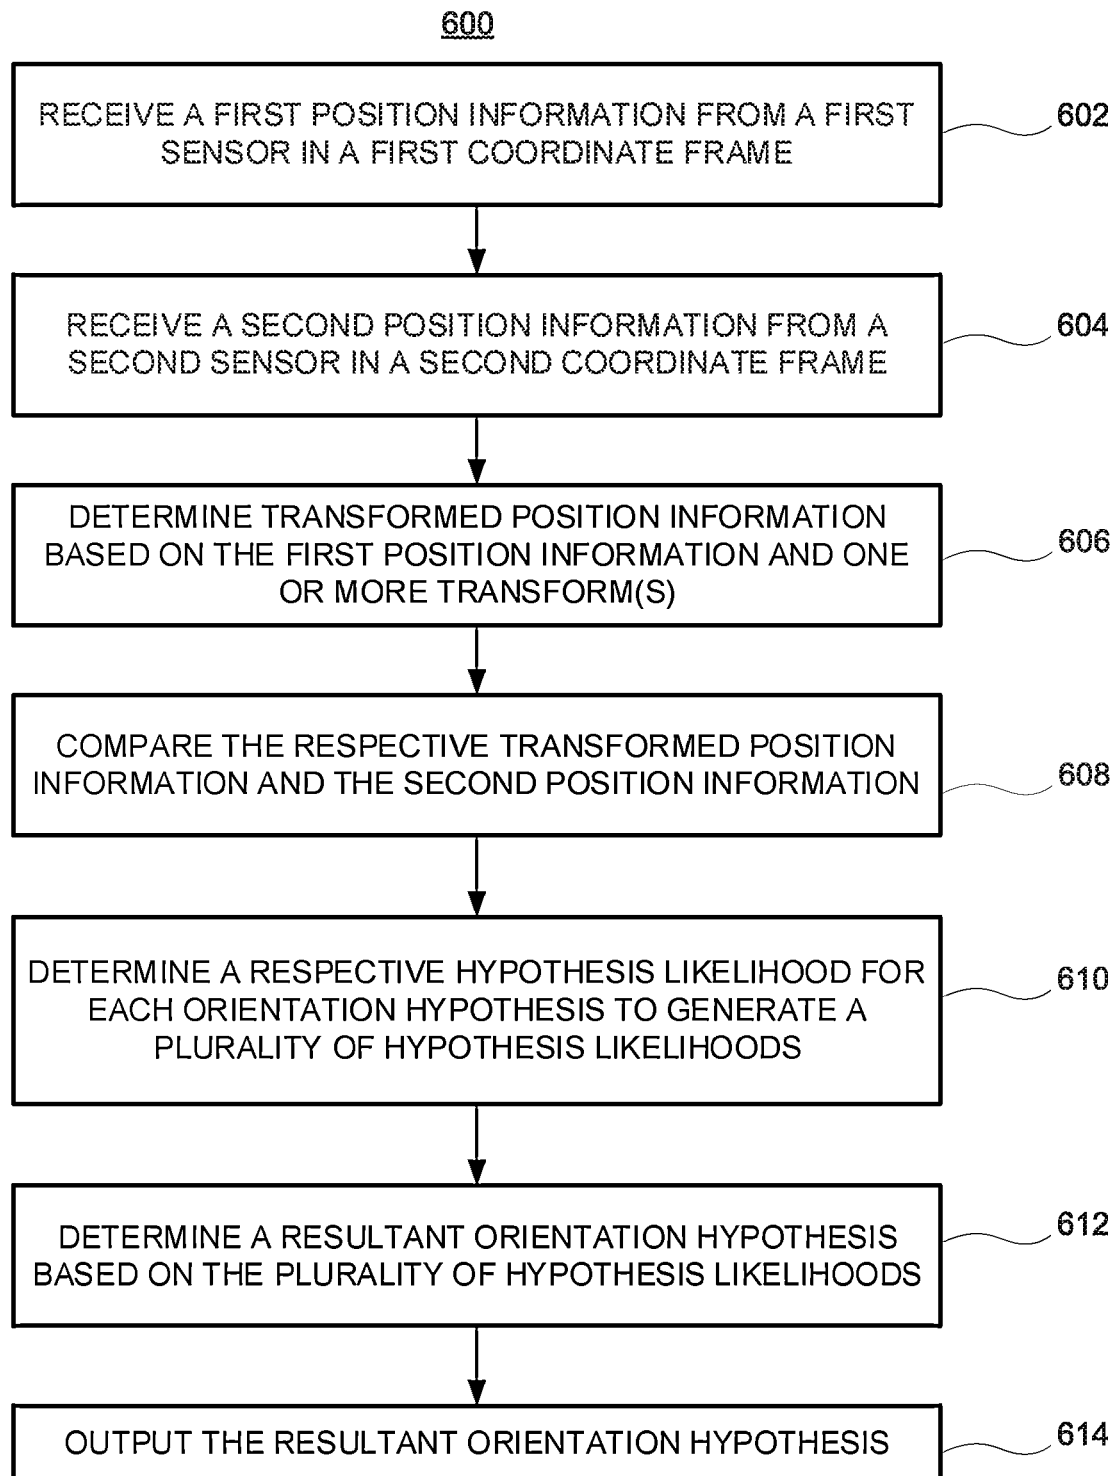 600
RECEIVE A FIRST POSITION INFORMATION FROM A FIRST
SENSOR IN A FIRST COORDINATE FRAME
602
RECEIVE A SECOND POSITION INFORMATION FROM A
SECOND SENSOR IN A SECOND COORDINATE FRAME
604
DETERMINE TRANSFORMED POSITION INFORMATION
BASED ON THE FIRST POSITION INFORMATION AND ONE
OR MORE TRANSFORM(S)
606
COMPARE THE RESPECTIVE TRANSFORMED POSITION
INFORMATION AND THE SECOND POSITION INFORMATION
608
DETERMINE A RESPECTIVE HYPOTHESIS LIKELIHOOD FOR
EACH ORIENTATION HYPOTHESIS TO GENERATE A
PLURALITY OF HYPOTHESIS LIKELIHOODS
610
DETERMINE A RESULTANT ORIENTATION HYPOTHESIS
BASED ON THE PLURALITY OF HYPOTHESIS LIKELIHOODS
612
OUTPUT THE RESULTANT ORIENTATION HYPOTHESIS
614